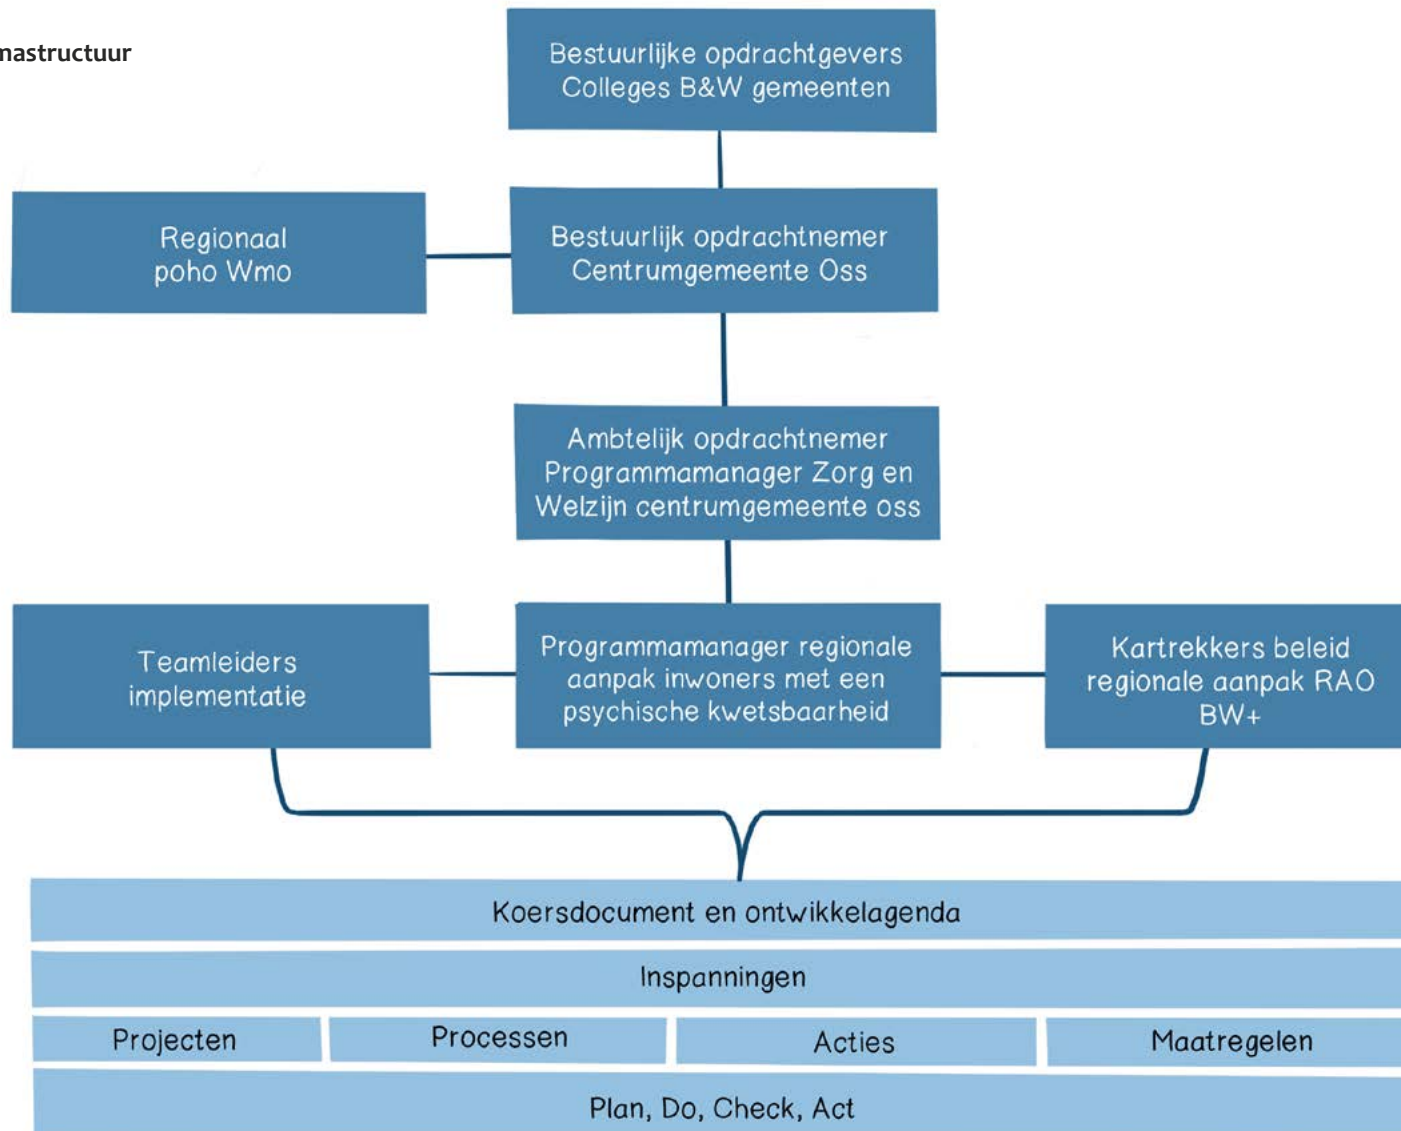 mastructuur
Bestuurlijke opdrachtgevers
Colleges B&W gemeenten
Regionaal
poho Wmo
Bestuurlijk opdrachtnemer
Centrumgemeente Oss
Ambtelijk opdrachtnemer
Programmamanager Zorg en
Welzijn centrumgemeente oss
Teamleiders
implementatie
Programmamanager regionale
aanpak inwoners met een
psychische kwetsbaarheid
Kartrekkers beleid
regionale aanpak RAO
BW+
Koersdocument en ontwikkelagenda
Inspanningen
Projecten
Processen
Acties
Maatregelen
Plan, Do, Check, Act